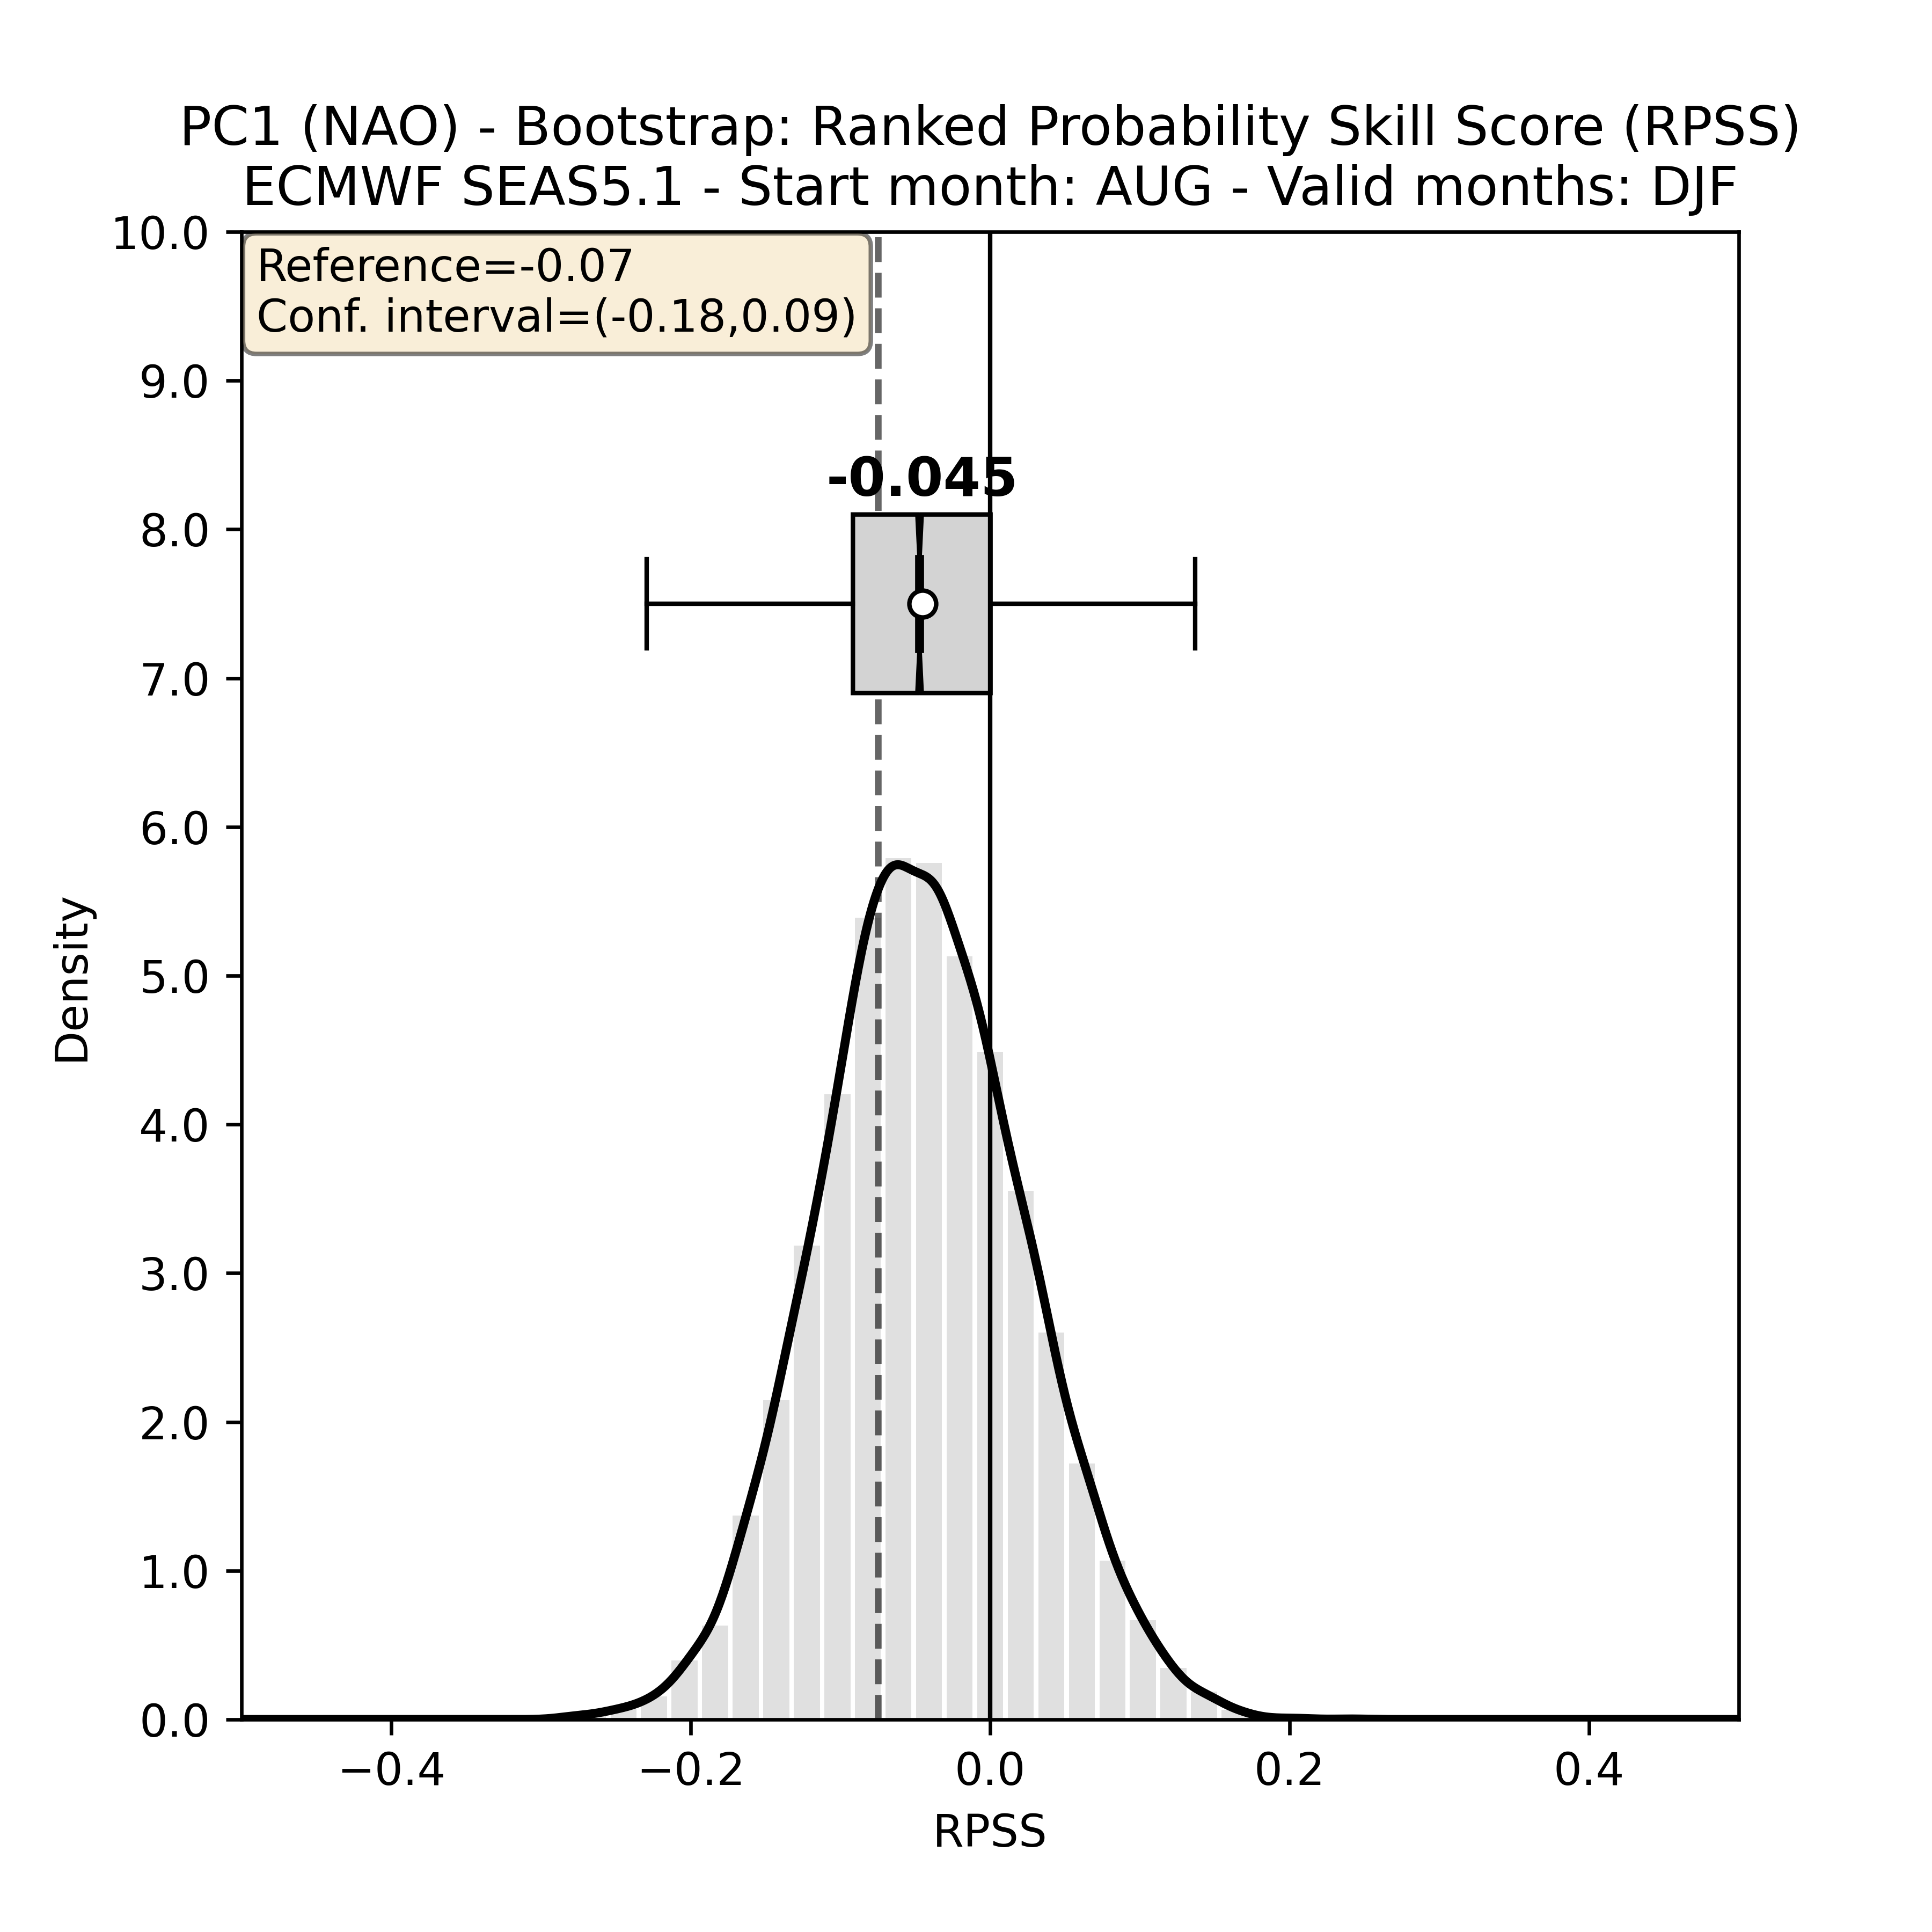 PC1 (NAO) - Bootstrap: Ranked Probability Skill Score (RPSS)
ECMWF SEAS5.1 - Start month: AUG - Valid months: DJF
10.0
Reference=-0.07
Conf. interval=(-0.18,0.09)
9.0
-0.045
8.0
7.0
6.0
Density
5.0
4.0
3.0
2.0
1.0
0.0
−0.4 −0.2 0.0 0.2 0.4
RPSS